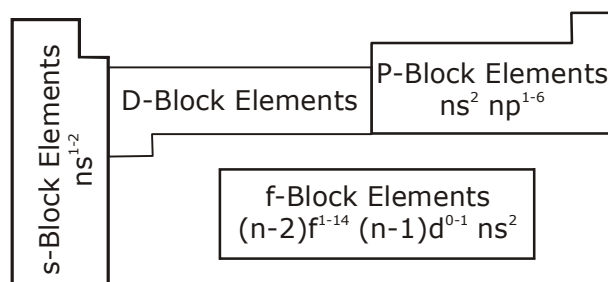 s-Block Elements
ns¹⁻²
D-Block Elements
P-Block Elements
ns² np¹⁻⁶
f-Block Elements
(n-2)f¹⁻¹⁴ (n-1)d⁰⁻¹ ns²